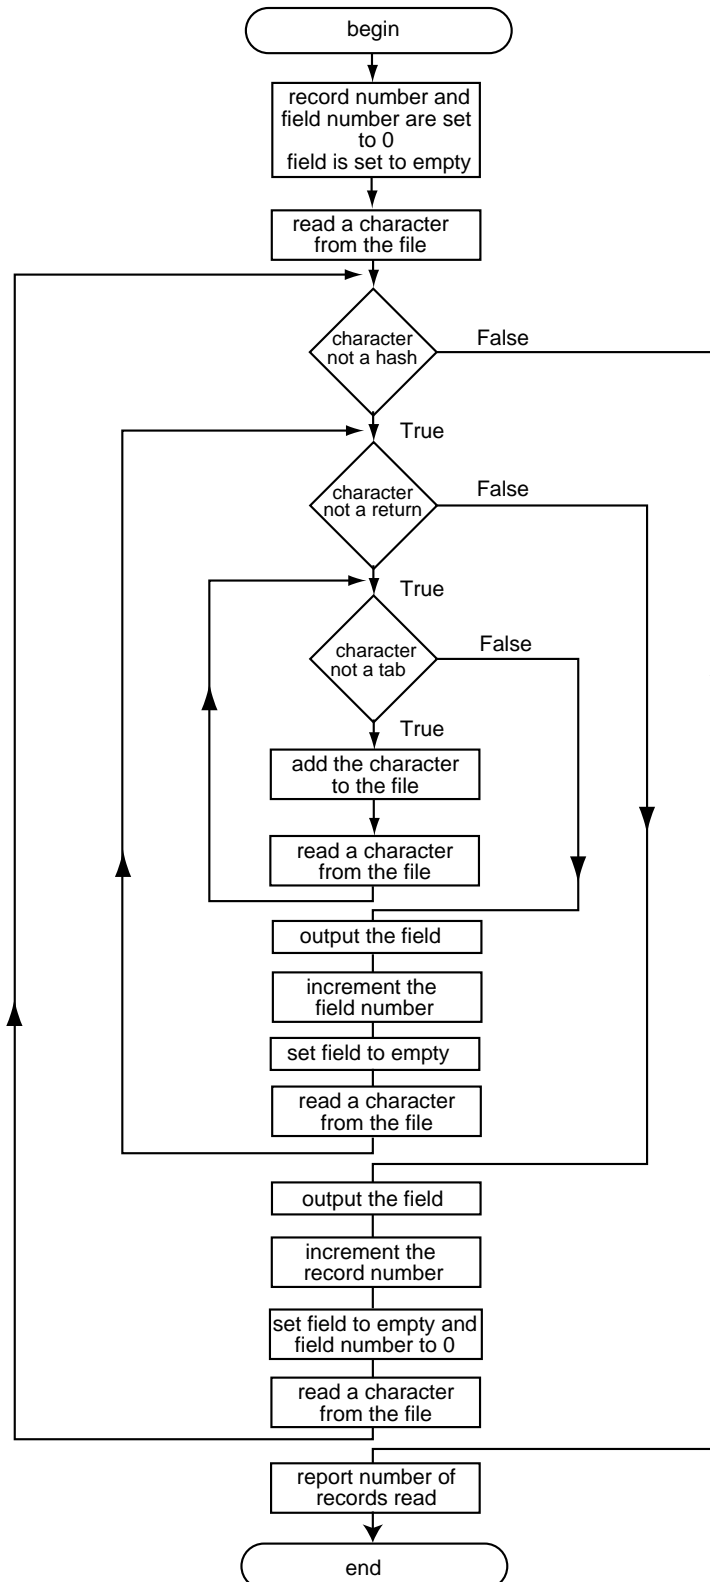 begin
record number and
field number are set
to 0
field is set to empty
read a character
from the file
character
not a hash
False
True
character
not a return
False
True
character
not a tab
False
True
add the character
to the file
read a character
from the file
output the field
increment the
field number
set field to empty
read a character
from the file
output the field
increment the
record number
set field to empty and
field number to 0
read a character
from the file
report number of
records read
end